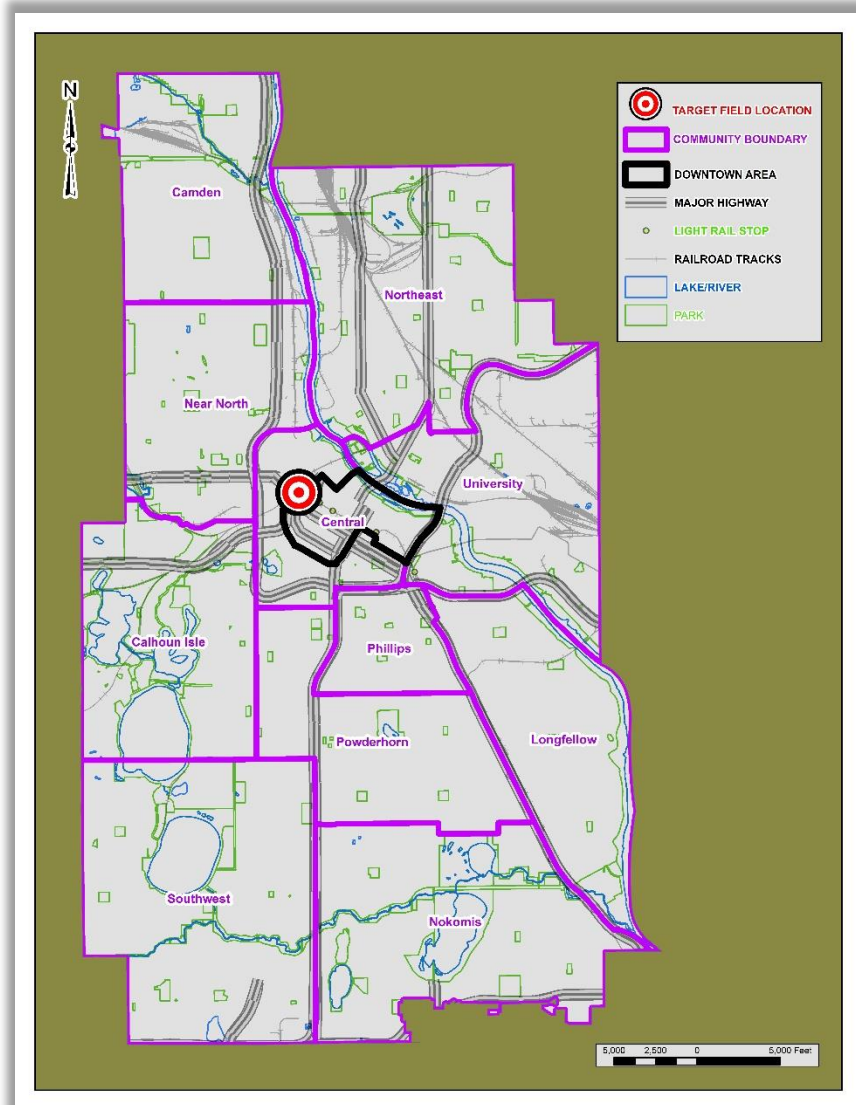 N
TARGET FIELD LOCATION
COMMUNITY BOUNDARY
DOWNTOWN AREA
MAJOR HIGHWAY
LIGHT RAIL STOP
RAILROAD TRACKS
LAKE/RIVER
PARK
Camden
Northeast
Near North
University
Central
Calhoun Isle
Phillips
Powderhorn
Longfellow
Southwest
Nokomis
5,000 2,500 0 5,000 Feet